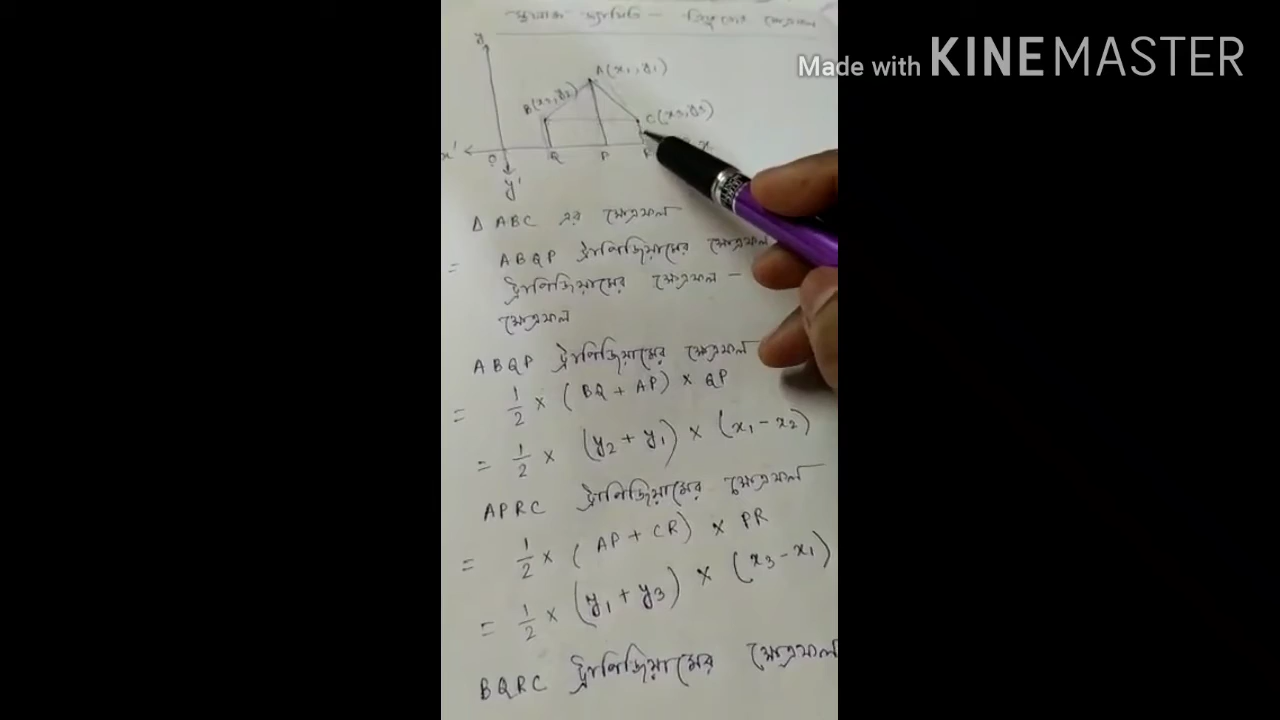 Made with KINEMASTER
স্থানাঙ্ক জ্যামিতি - ত্রিভুজের ক্ষেত্রফল
y
A(x₁, y₁)
C(x₃, y₃)
x' O Q P x
y'
Δ ABC এর ক্ষেত্রফল
= ABQP ট্রাপিজিয়ামের ক্ষেত্রফল
ট্রাপিজিয়ামের ক্ষেত্রফল -
ক্ষেত্রফল
ABQP ট্রাপিজিয়ামের ক্ষেত্রফল
= 1/2 × (BQ + AP) × QP
= 1/2 × (y₂ + y₁) × (x₁ - x₂)
APRC ট্রাপিজিয়ামের ক্ষেত্রফল
= 1/2 × (AP + CR) × PR
= 1/2 × (y₁ + y₃) × (x₃ - x₁)
BQRC ট্রাপিজিয়ামের ক্ষেত্রফল